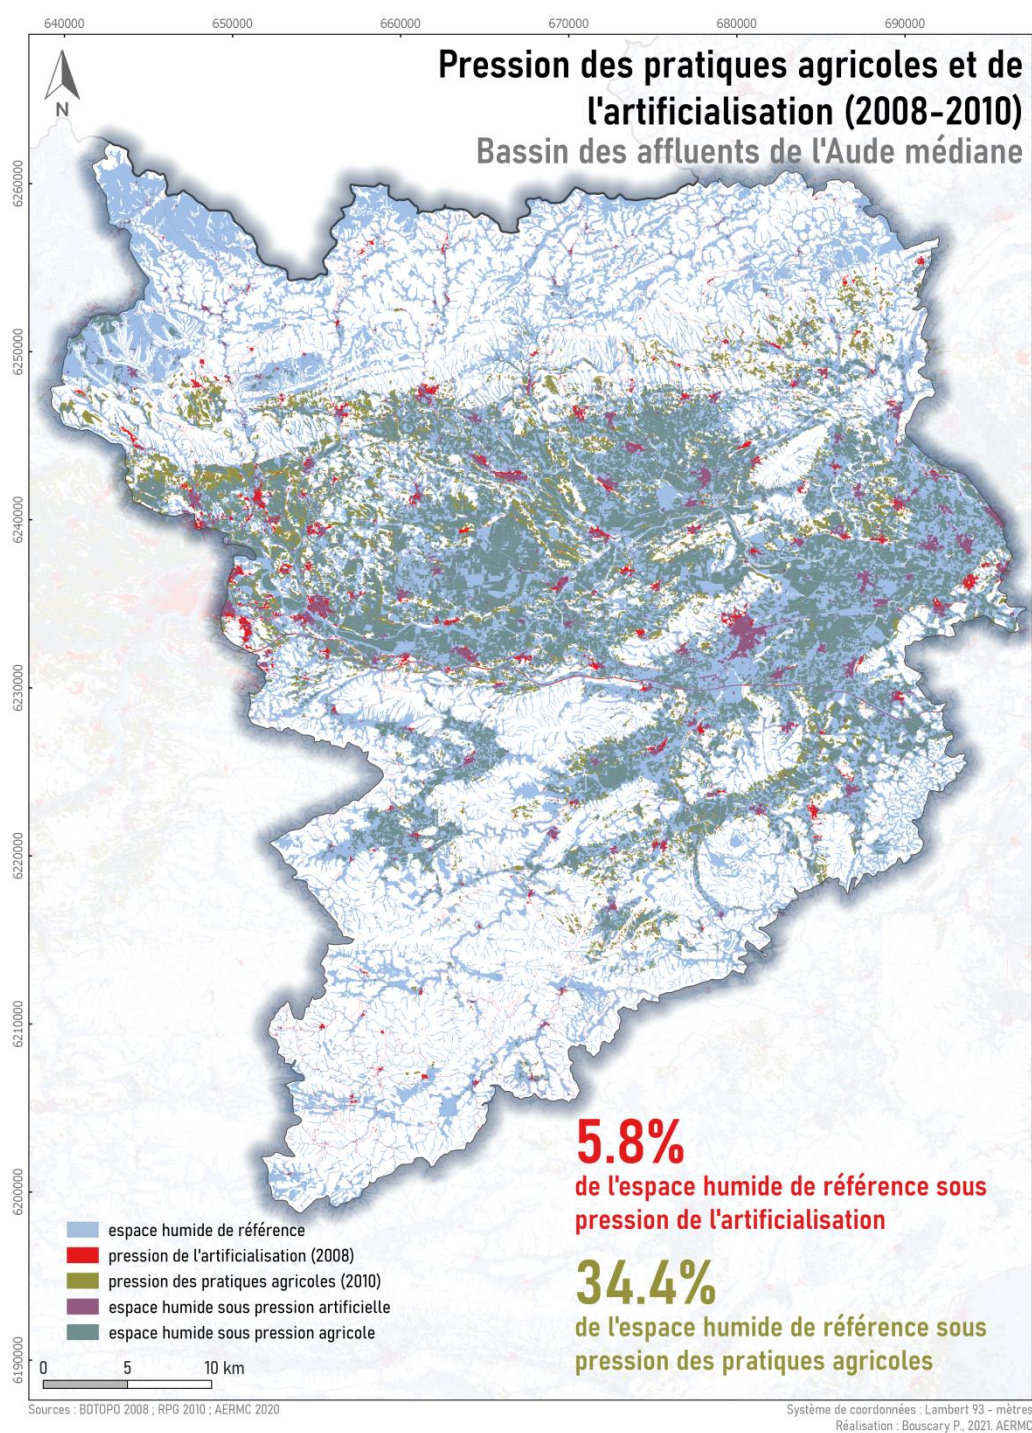 640000 650000 660000 670000 680000 690000
Pression des pratiques agricoles et de
l'artificialisation (2008-2010)
Bassin des affluents de l'Aude médiane
N
6260000
6250000
6240000
6230000
6220000
6210000
6200000
6190000
5.8%
de l'espace humide de référence sous
pression de l'artificialisation
34.4%
de l'espace humide de référence sous
pression des pratiques agricoles
espace humide de référence
pression de l'artificialisation (2008)
pression des pratiques agricoles (2010)
espace humide sous pression artificielle
espace humide sous pression agricole
0 5 10 km
Sources : BDTOPO 2008 ; RPG 2010 ; AERMC 2020
Système de coordonnées : Lambert 93 - mètres
Réalisation : Bouscary P., 2021. AERMC